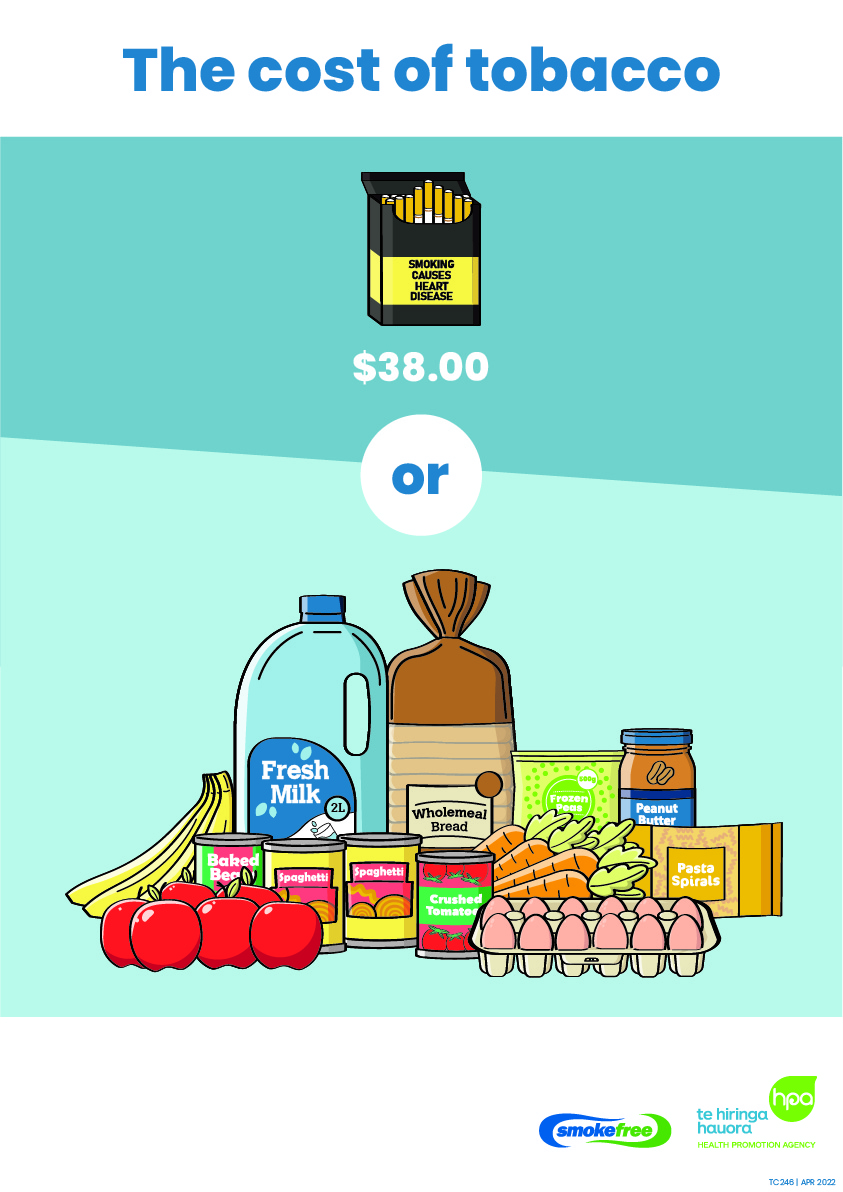 The cost of tobacco
SMOKING
CAUSES
HEART
DISEASE
$38.00
or
Fresh
Milk
2L
Wholemeal
Bread
Frozen
Peas
Peanut
Butter
Baked
Spaghetti
Spaghetti
Crushed
Pasta
Spirals
smokefree
hpa
te hiringa
hauora
HEALTH PROMOTION AGENCY
TC246 | APR 2022